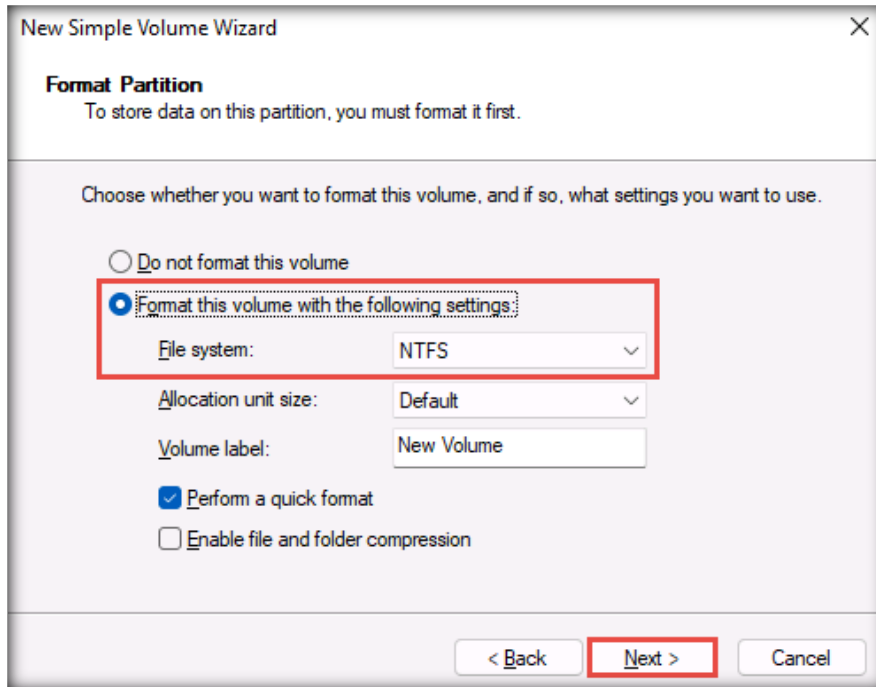 New Simple Volume Wizard
Format Partition
To store data on this partition, you must format it first.
Choose whether you want to format this volume, and if so, what settings you want to use.
Do not format this volume
Format this volume with the following settings:
File system: NTFS
Allocation unit size: Default
Volume label: New Volume
Perform a quick format
Enable file and folder compression
< Back Next > Cancel